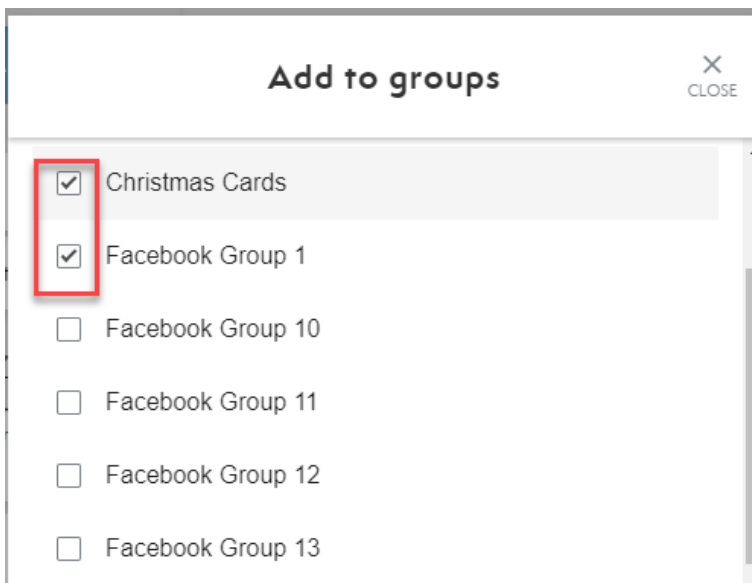 Add to groups
CLOSE
Christmas Cards
Facebook Group 1
Facebook Group 10
Facebook Group 11
Facebook Group 12
Facebook Group 13